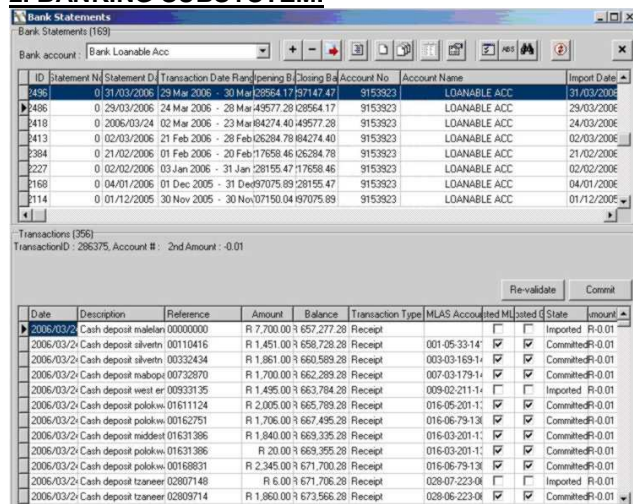 2. BANKING SUBSYSTEM:
Bank Statements
Bank Statements (169)
Bank account : Bank Loanable Acc
ID Statement Nu Statement Da Transaction Date Rang Opening Ba Closing Ba Account No Account Name Import Date
2496 0 31/03/2006 29 Mar 2006 - 30 Mar 28564.17 97147.47 9153923 LOANABLE ACC 31/03/2006
2486 0 29/03/2006 24 Mar 2006 - 28 Mar 49577.28 28564.17 9153923 LOANABLE ACC 29/03/2006
2418 0 2006/03/24 02 Mar 2006 - 23 Mar 84274.40 49577.28 9153923 LOANABLE ACC 24/03/2006
2413 0 02/03/2006 21 Feb 2006 - 28 Feb 26284.78 84274.40 9153923 LOANABLE ACC 02/03/2006
2384 0 21/02/2006 01 Feb 2006 - 20 Feb 17658.46 26284.78 9153923 LOANABLE ACC 21/02/2006
2227 0 02/02/2006 03 Jan 2006 - 31 Jan 28155.47 17658.46 9153923 LOANABLE ACC 02/02/2006
2168 0 04/01/2006 01 Dec 2005 - 31 Dec 97075.89 28155.47 9153923 LOANABLE ACC 04/01/2006
2114 0 01/12/2005 30 Nov 2005 - 30 Nov 07150.04 97075.89 9153923 LOANABLE ACC 01/12/2005
Transactions (356)
TransactionID : 286375, Account # : 2nd Amount : -0.01
Re-validate Commit
Date Description Reference Amount Balance Transaction Type MLAS Accoun sted ML osted G State mount
2006/03/24 Cash deposit malelan 00000000 R 7,700.00 R 657,277.28 Receipt Imported R-0.01
2006/03/24 Cash deposit silvertn 00110416 R 1,451.00 R 658,728.28 Receipt 001-05-33-14 Committed R-0.01
2006/03/24 Cash deposit silvertn 00332434 R 1,861.00 R 660,589.28 Receipt 003-03-169-1 Committed R-0.01
2006/03/24 Cash deposit mabopa 00732870 R 1,700.00 R 662,289.28 Receipt 007-03-179-1 Committed R-0.01
2006/03/24 Cash deposit west er 00933135 R 1,495.00 R 663,784.28 Receipt 009-02-211-1 Imported R-0.01
2006/03/24 Cash deposit polokw 01611124 R 2,005.00 R 665,789.28 Receipt 016-05-201-1 Committed R-0.01
2006/03/24 Cash deposit polokw 00162751 R 1,706.00 R 667,495.28 Receipt 016-06-79-13 Committed R-0.01
2006/03/24 Cash deposit middest 01631386 R 1,840.00 R 669,335.28 Receipt 016-03-201-1 Committed R-0.01
2006/03/24 Cash deposit polokw 01631386 R 20.00 R 669,355.28 Receipt 016-03-201-1 Committed R-0.01
2006/03/24 Cash deposit polokw 00168831 R 2,345.00 R 671,700.28 Receipt 016-06-79-13 Committed R-0.01
2006/03/24 Cash deposit tzaneer 02807148 R 6.00 R 671,706.28 Receipt 028-07-223-0 Imported R-0.01
2006/03/24 Cash deposit tzaneer 02809714 R 1,860.00 R 673,566.28 Receipt 028-06-223-0 Committed R-0.01